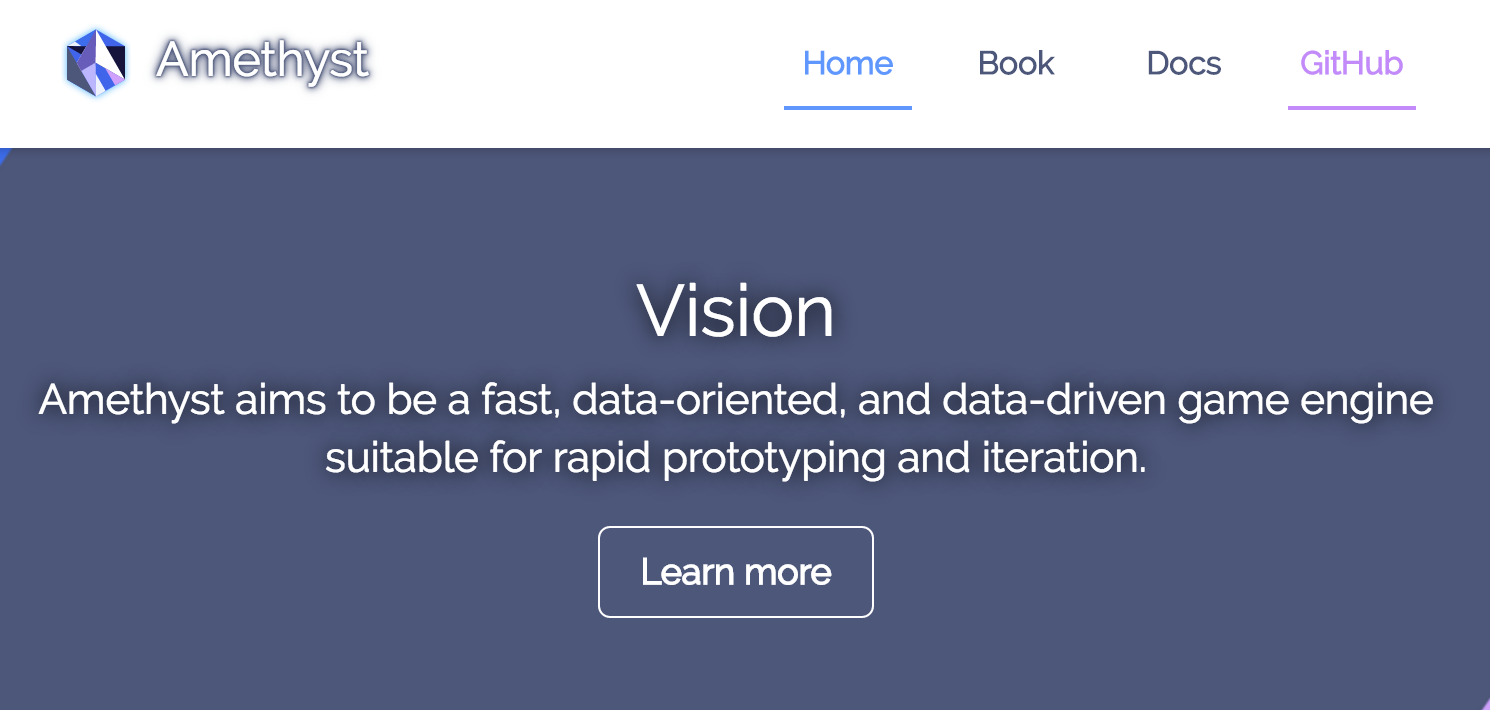 Amethyst
Home
Book
Docs
GitHub
Vision
Amethyst aims to be a fast, data-oriented, and data-driven game engine
suitable for rapid prototyping and iteration.
Learn more